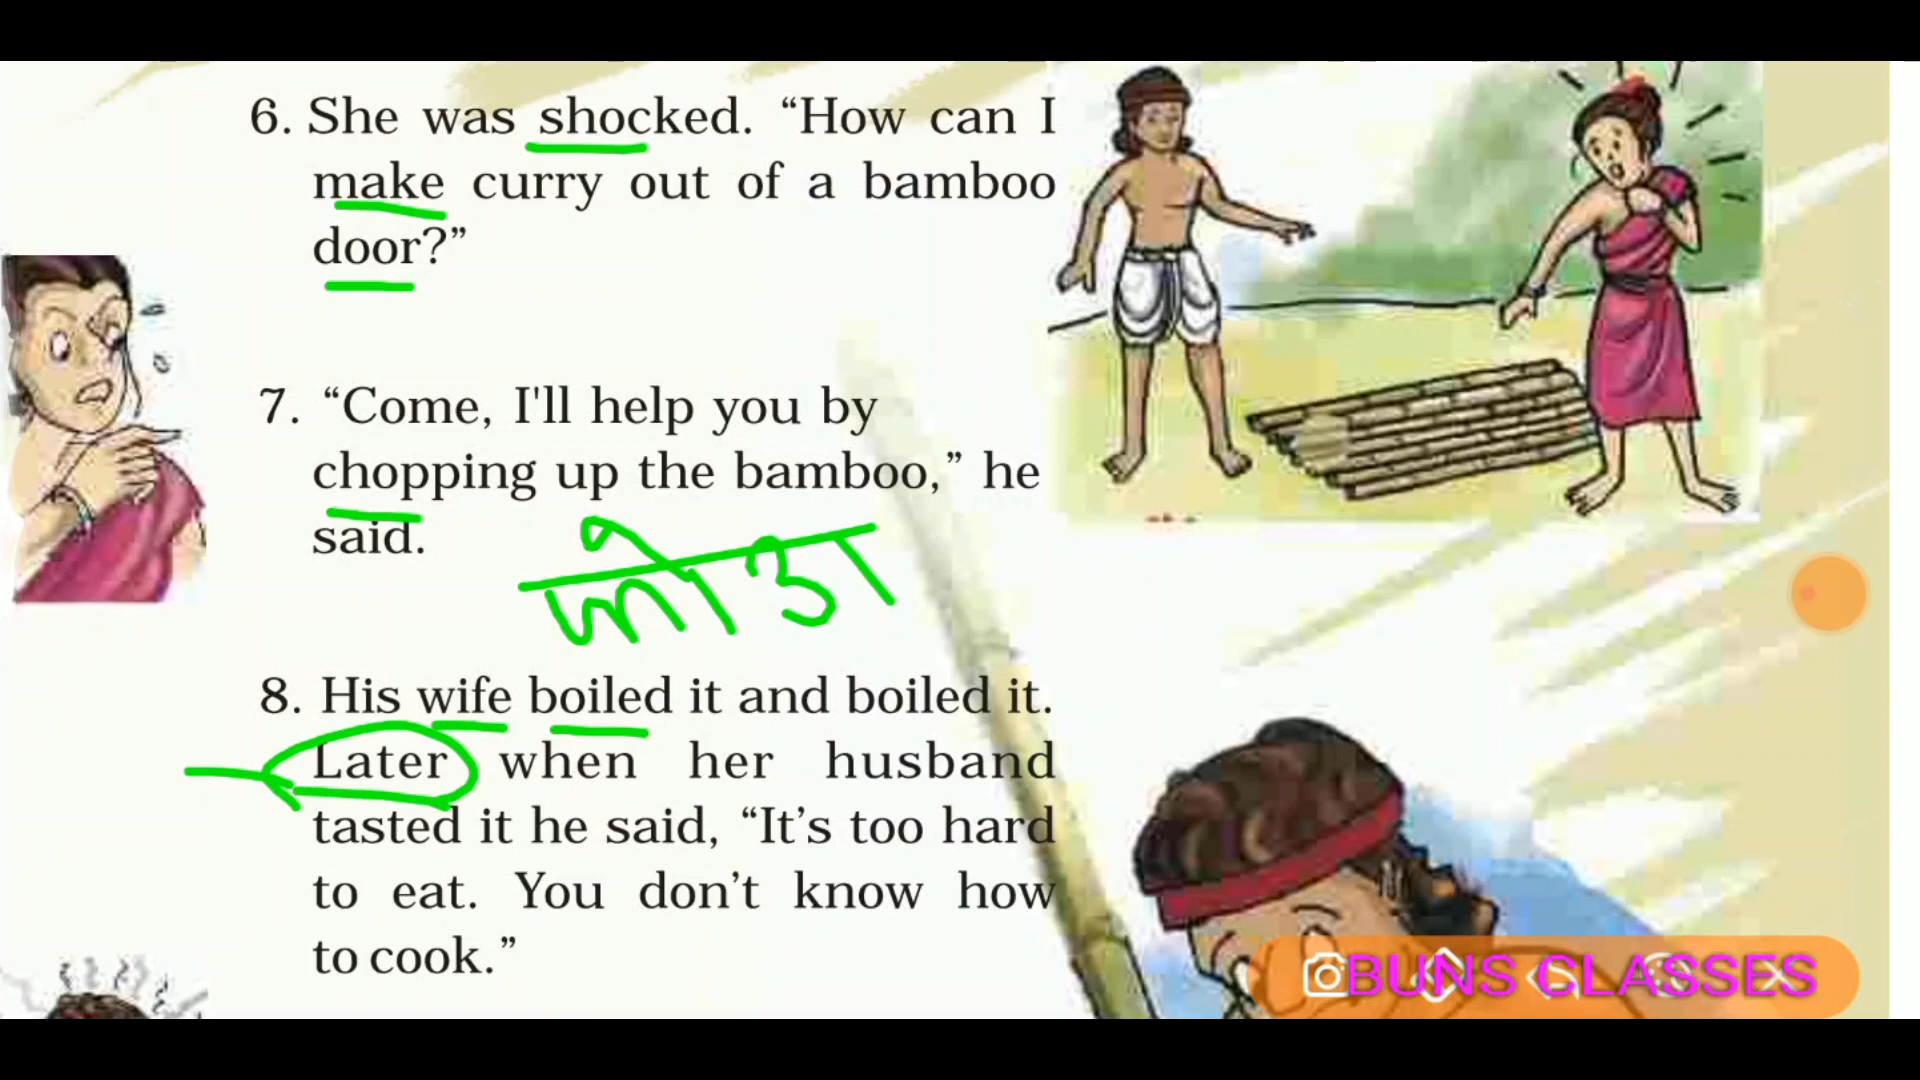 6. She was shocked. “How can I
make curry out of a bamboo
door?”
7. “Come, I'll help you by
chopping up the bamboo,” he
said.
8. His wife boiled it and boiled it.
Later when her husband
tasted it he said, “It’s too hard
to eat. You don’t know how
to cook.”
BUNS CLASSES